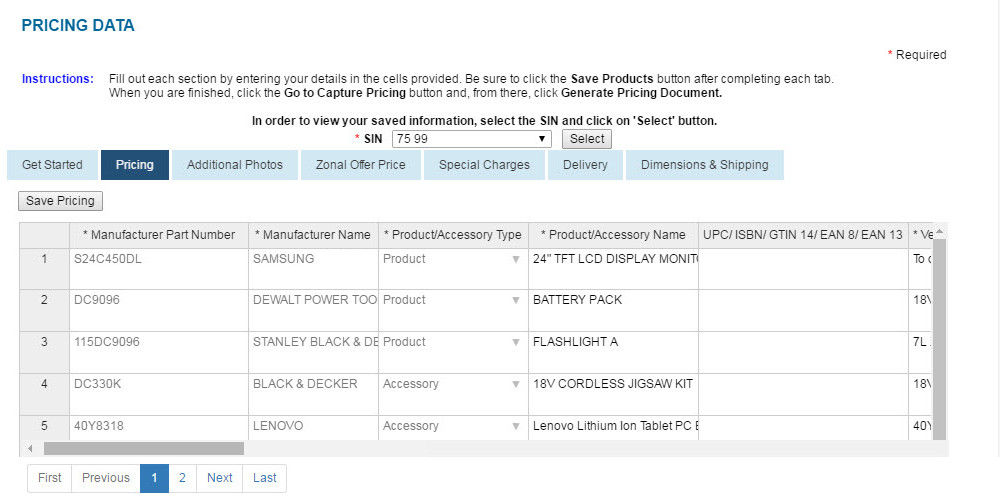 PRICING DATA
* Required
Instructions: Fill out each section by entering your details in the cells provided. Be sure to click the Save Products button after completing each tab.
When you are finished, click the Go to Capture Pricing button and, from there, click Generate Pricing Document.
In order to view your saved information, select the SIN and click on 'Select' button.
* SIN 75 99 Select
Get Started Pricing Additional Photos Zonal Offer Price Special Charges Delivery Dimensions & Shipping
Save Pricing
* Manufacturer Part Number * Manufacturer Name * Product/Accessory Type * Product/Accessory Name UPC/ ISBN/ GTIN 14/ EAN 8/ EAN 13 * Ve
1 S24C450DL SAMSUNG Product 24" TFT LCD DISPLAY MONIT To
2 DC9096 DEWALT POWER TOO Product BATTERY PACK 18V
3 115DC9096 STANLEY BLACK & DE Product FLASHLIGHT A 7L
4 DC330K BLACK & DECKER Accessory 18V CORDLESS JIGSAW KIT 18V
5 40Y8318 LENOVO Accessory Lenovo Lithium Ion Tablet PC 40Y
First Previous 1 2 Next Last